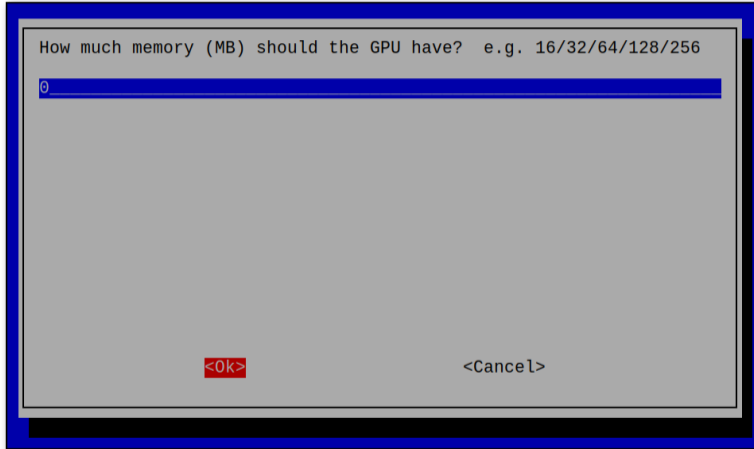 How much memory (MB) should the GPU have?  e.g. 16/32/64/128/256
0
<Ok>
<Cancel>